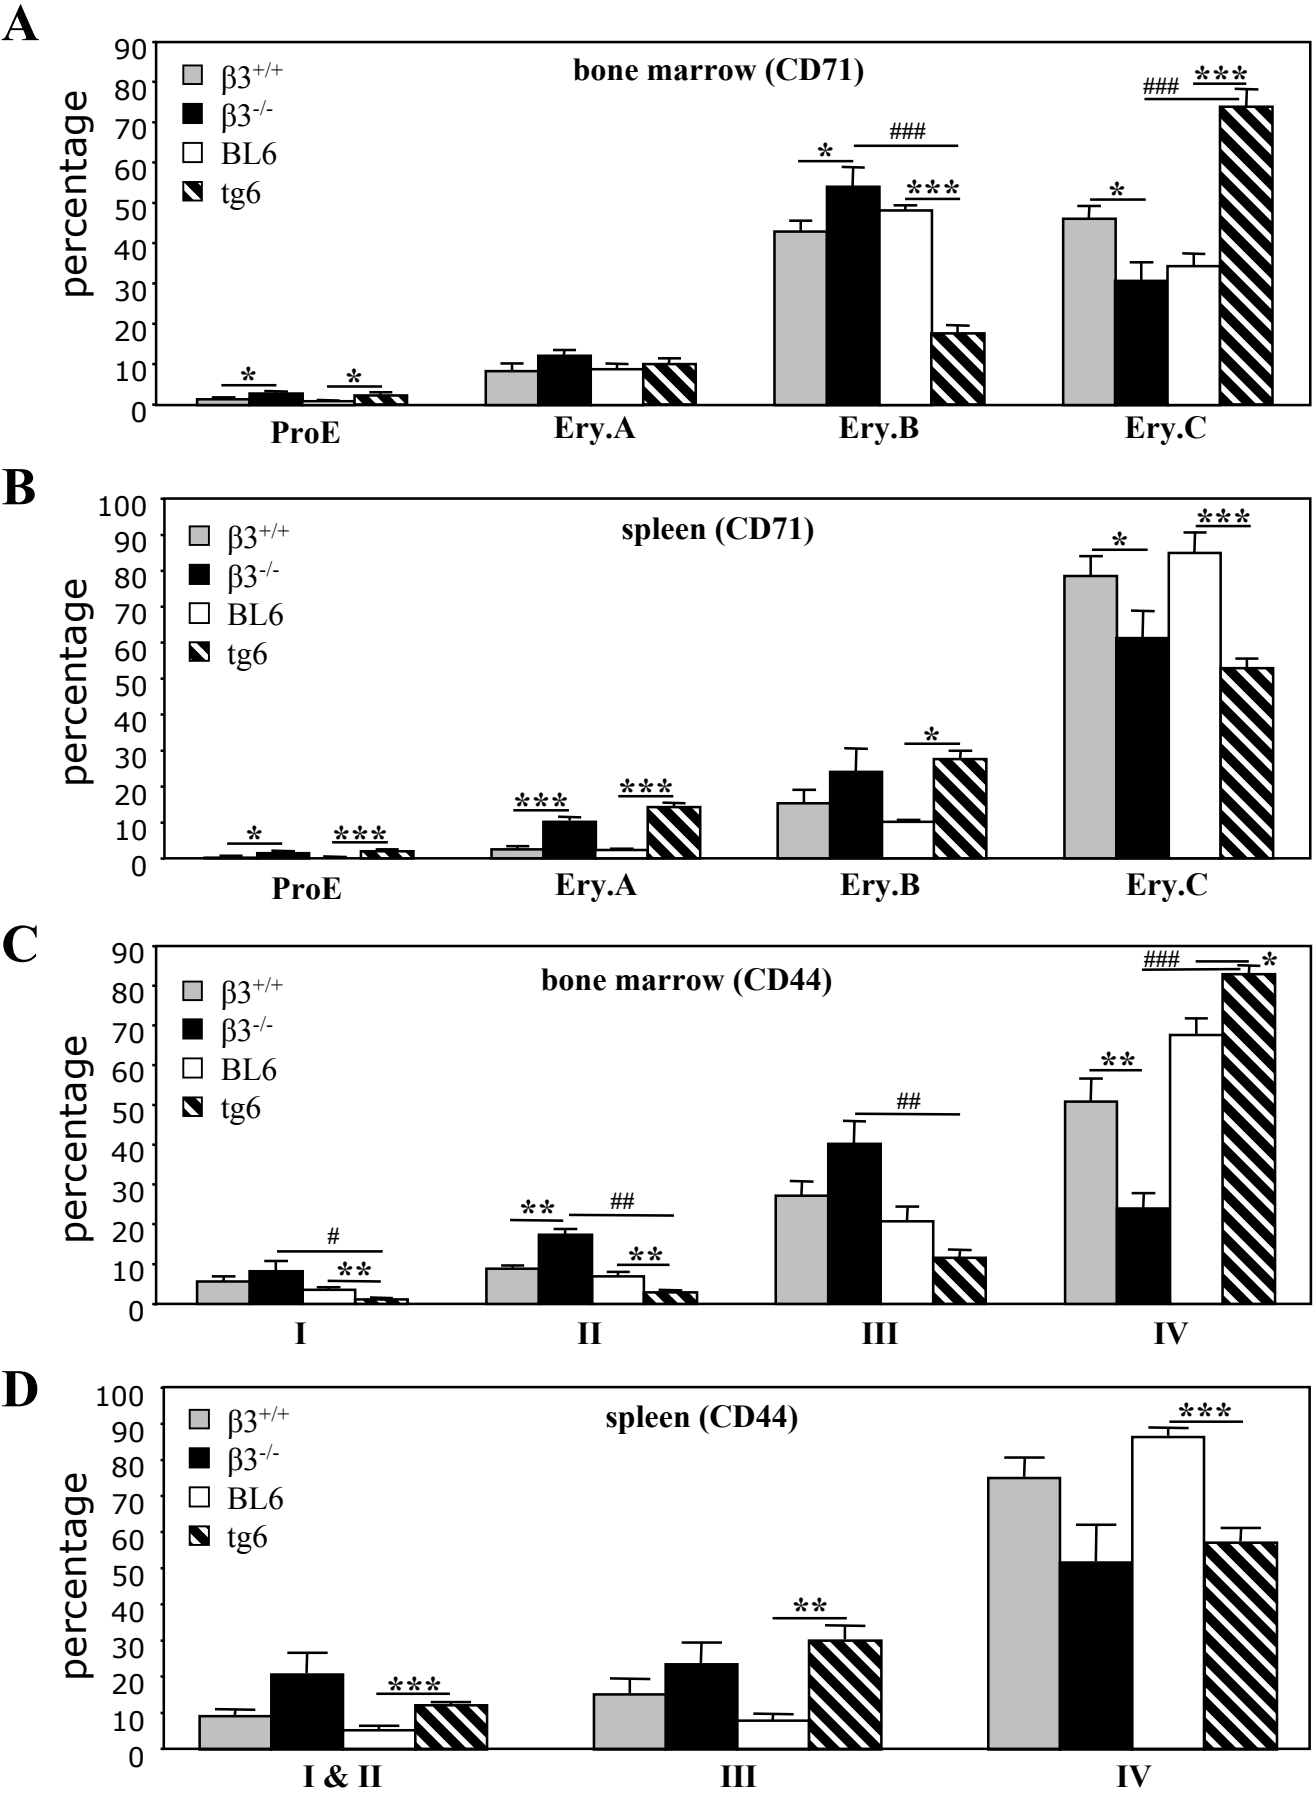 A
bone marrow (CD71)
percentage
90
80
70
60
50
40
30
20
10
0
β3+/+
β3-/-
BL6
tg6
*
*
*
###
***
*
###
***
ProE
Ery.A
Ery.B
Ery.C
B
spleen (CD71)
percentage
100
90
80
70
60
50
40
30
20
10
0
β3+/+
β3-/-
BL6
tg6
*
***
***
***
*
*
***
ProE
Ery.A
Ery.B
Ery.C
C
bone marrow (CD44)
percentage
90
80
70
60
50
40
30
20
10
0
β3+/+
β3-/-
BL6
tg6
#
**
**
##
**
##
**
###
*
I
II
III
IV
D
spleen (CD44)
percentage
100
90
80
70
60
50
40
30
20
10
0
β3+/+
β3-/-
BL6
tg6
***
**
***
I & II
III
IV